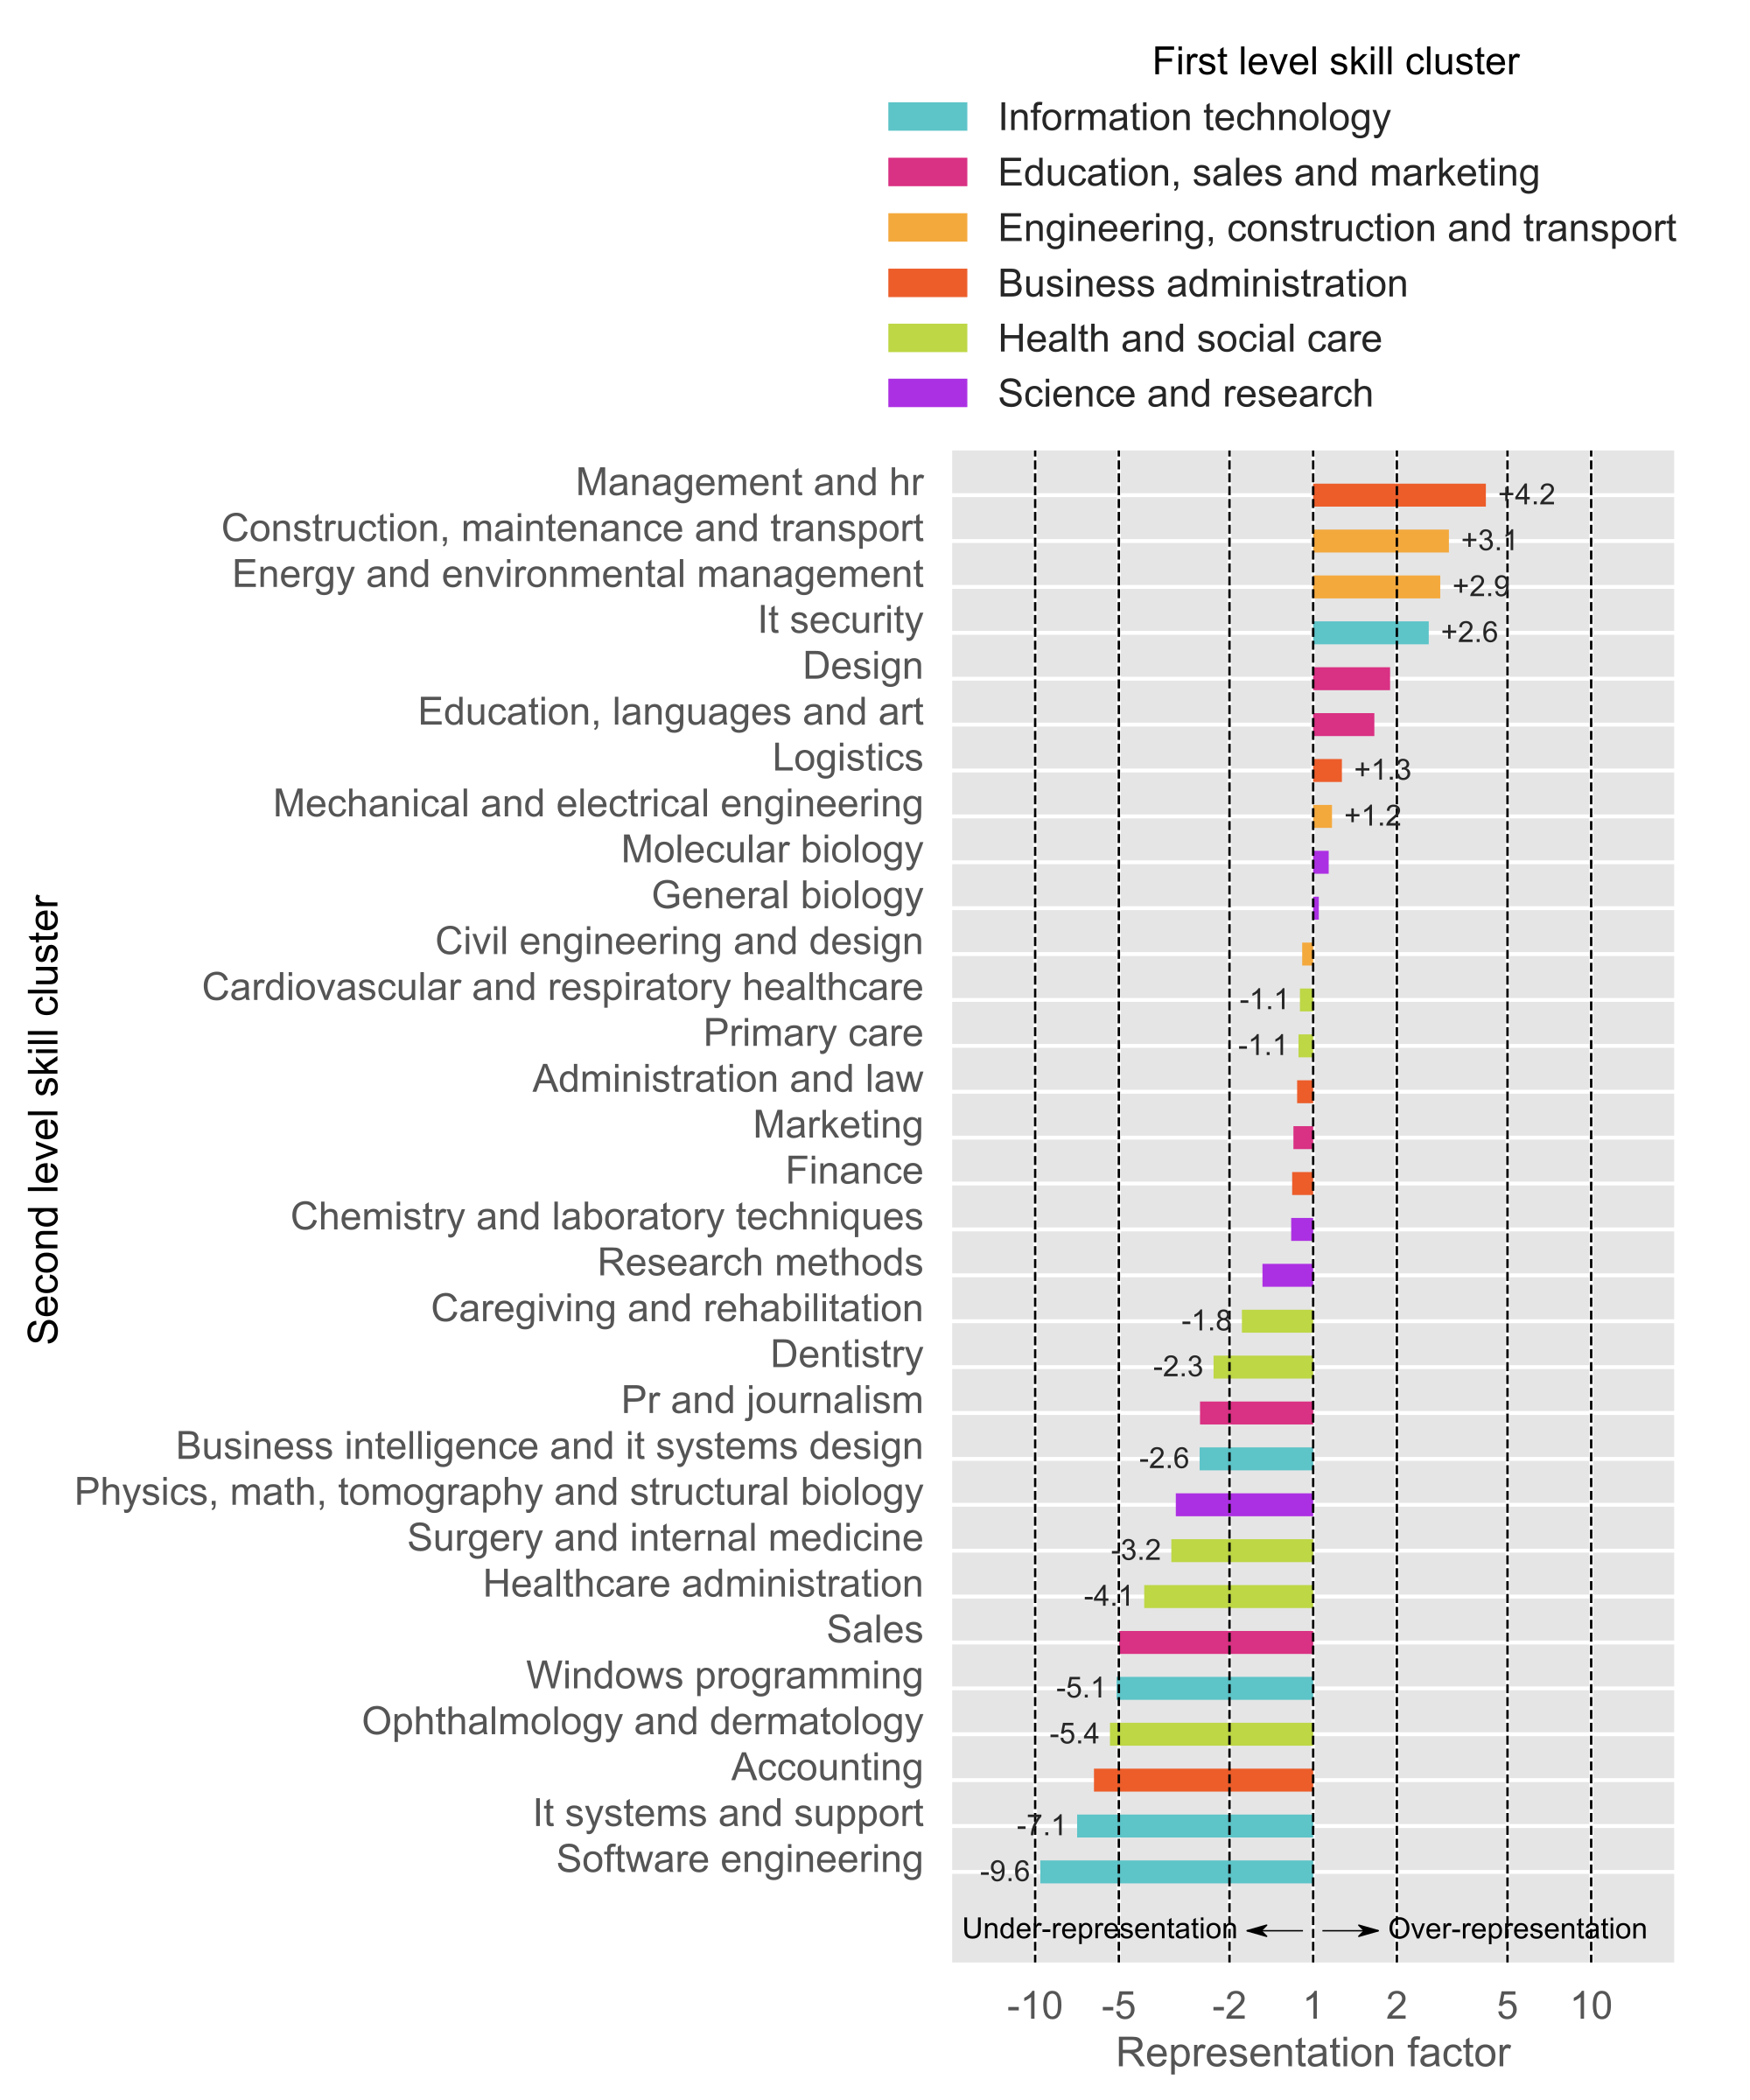 First level skill cluster
Information technology
Education, sales and marketing
Engineering, construction and transport
Business administration
Health and social care
Science and research
Second level skill cluster
Management and hr +4.2
Construction, maintenance and transport +3.1
Energy and environmental management +2.9
It security +2.6
Design
Education, languages and art
Logistics +1.3
Mechanical and electrical engineering +1.2
Molecular biology
General biology
Civil engineering and design
Cardiovascular and respiratory healthcare -1.1
Primary care -1.1
Administration and law
Marketing
Finance
Chemistry and laboratory techniques
Research methods
Caregiving and rehabilitation -1.8
Dentistry -2.3
Pr and journalism
Business intelligence and it systems design -2.6
Physics, math, tomography and structural biology
Surgery and internal medicine -3.2
Healthcare administration -4.1
Sales
Windows programming -5.1
Ophthalmology and dermatology -5.4
Accounting
It systems and support -7.1
Software engineering -9.6
Under-representation Over-representation
-10 -5 -2 1 2 5 10
Representation factor